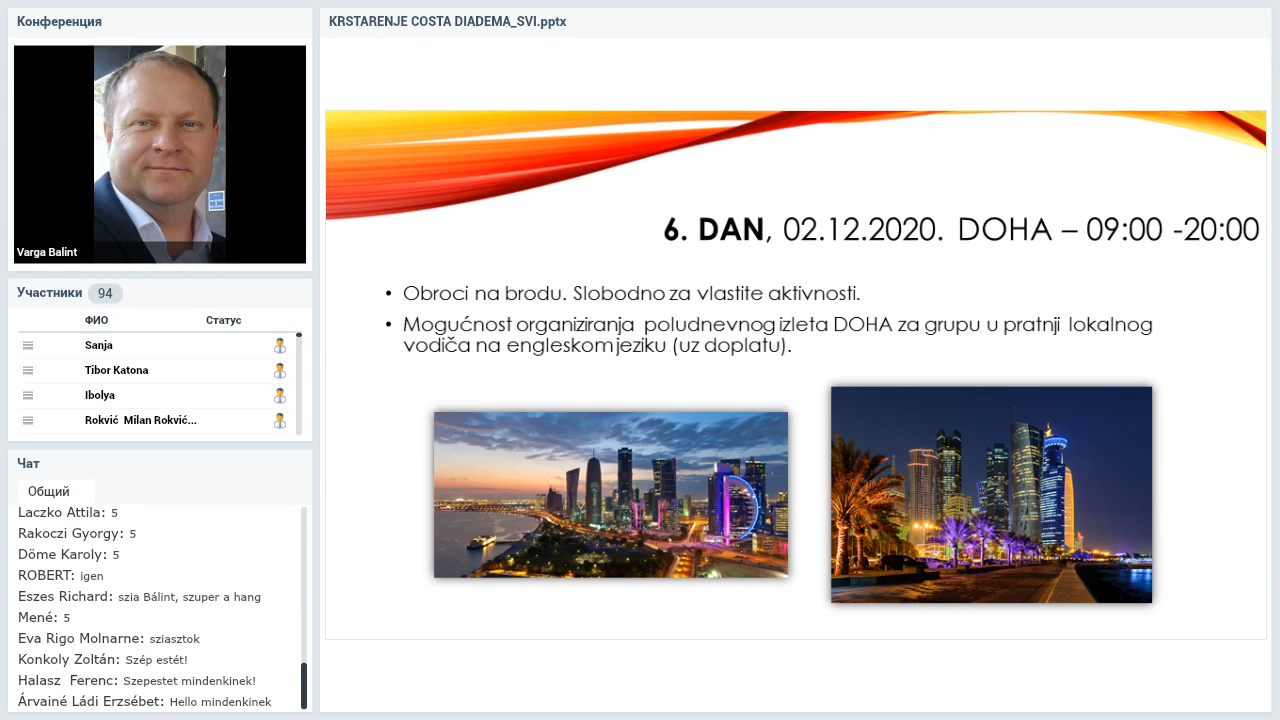 Конференция
Varga Balint
Участники 94
ФИО Статус
Sanja
Tibor Katona
Ibolya
Rokvić Milan Rokvić...
Чат
Общий
Laczko Attila: 5
Rakoczi Gyorgy: 5
Döme Karoly: 5
ROBERT: igen
Eszes Richard: szia Bálint, szuper a hang
Mené: 5
Eva Rigo Molnarne: sziasztok
Konkoly Zoltán: Szép estét!
Halasz Ferenc: Szepestet mindenkinek!
Árvainé Ládi Erzsébet: Hello mindenkinek
KRSTARENJE COSTA DIADEMA_SVI.pptx
6. DAN, 02.12.2020. DOHA – 09:00 -20:00
• Obroci na brodu. Slobodno za vlastite aktivnosti.
• Mogućnost organiziranja poludnevnog izleta DOHA za grupu u pratnji lokalnog
vodiča na engleskom jeziku (uz doplatu).